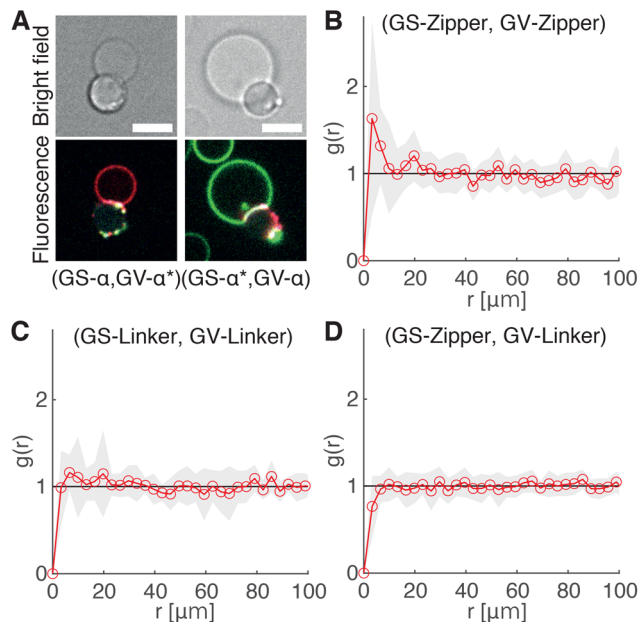 A
Bright field
Fluorescence
(GS-α,GV-α*)(GS-α*,GV-α)
B
(GS-Zipper, GV-Zipper)
g(r)
2
1
0
0 20 40 60 80 100
r [μm]
C
(GS-Linker, GV-Linker)
g(r)
2
1
0
0 20 40 60 80 100
r [μm]
D
(GS-Zipper, GV-Linker)
g(r)
2
1
0
0 20 40 60 80 100
r [μm]